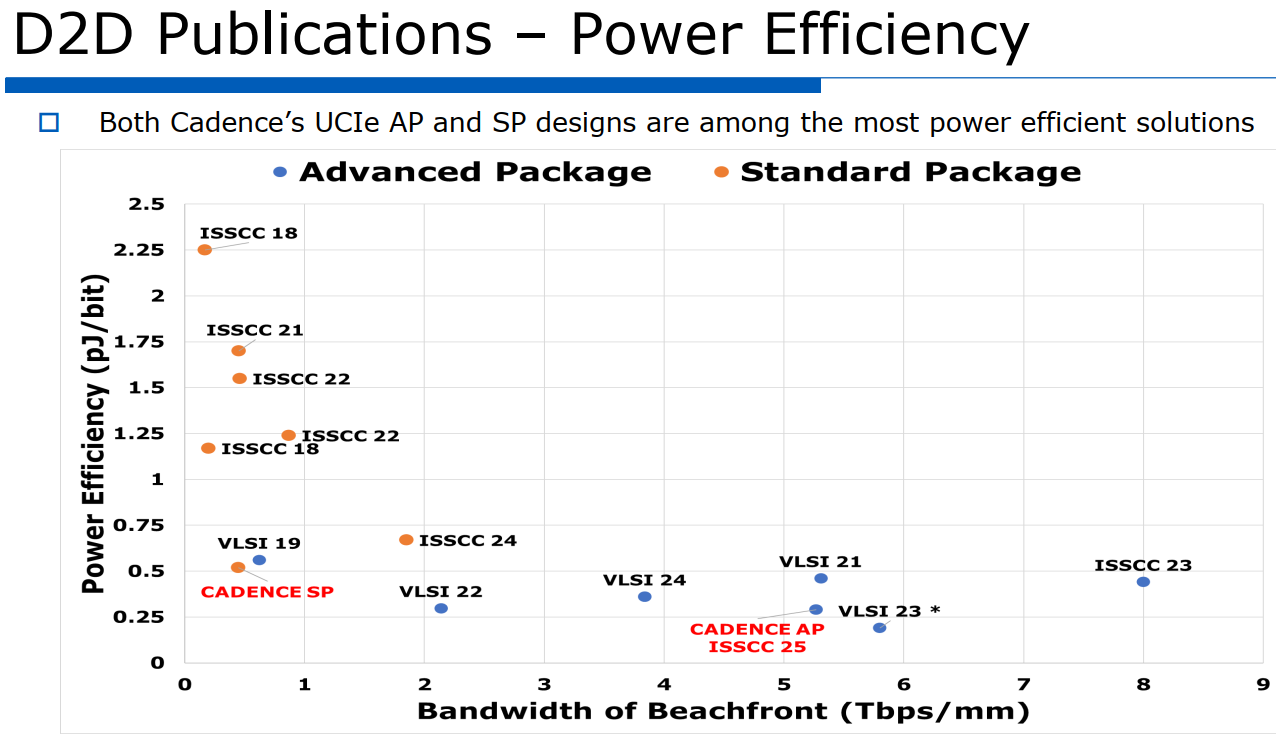 D2D Publications – Power Efficiency
Both Cadence's UCIe AP and SP designs are among the most power efficient solutions
Advanced Package
Standard Package
Power Efficiency (pJ/bit)
2.5
2.25
2
1.75
1.5
1.25
1
0.75
0.5
0.25
0
ISSCC 18
ISSCC 21
ISSCC 22
ISSCC 22
ISSCC 18
ISSCC 24
VLSI 19
CADENCE SP
VLSI 22
VLSI 24
VLSI 21
ISSCC 23
VLSI 23 *
CADENCE AP
ISSCC 25
0 1 2 3 4 5 6 7 8 9
Bandwidth of Beachfront (Tbps/mm)